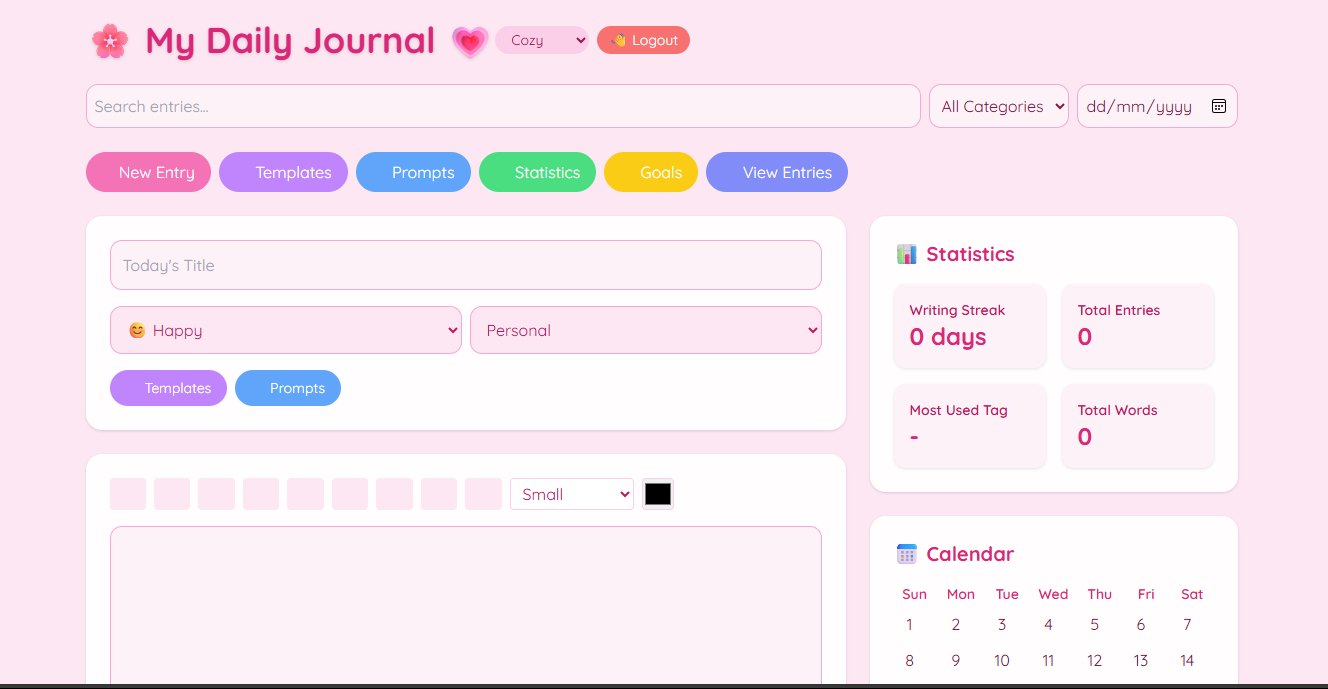 My Daily Journal
Cozy
Logout
Search entries...
All Categories
dd/mm/yyyy
New Entry
Templates
Prompts
Statistics
Goals
View Entries
Today's Title
Happy
Personal
Templates
Prompts
Small
Statistics
Writing Streak
0 days
Total Entries
0
Most Used Tag
-
Total Words
0
Calendar
Sun Mon Tue Wed Thu Fri Sat
1 2 3 4 5 6 7
8 9 10 11 12 13 14